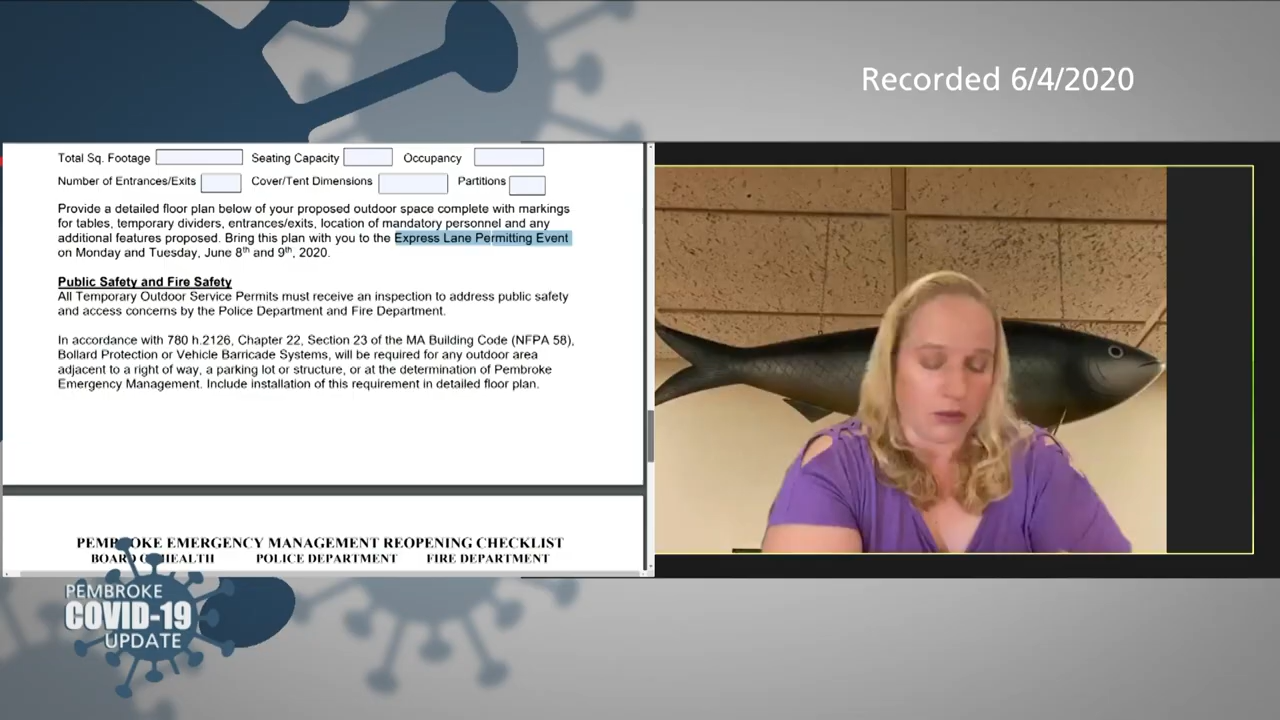 Recorded 6/4/2020
Total Sq. Footage Seating Capacity Occupancy
Number of Entrances/Exits Cover/Tent Dimensions Partitions
Provide a detailed floor plan below of your proposed outdoor space complete with markings
for tables, temporary dividers, entrances/exits, location of mandatory personnel and any
additional features proposed. Bring this plan with you to the Express Lane Permitting Event
on Monday and Tuesday, June 8th and 9th, 2020.
Public Safety and Fire Safety
All Temporary Outdoor Service Permits must receive an inspection to address public safety
and access concerns by the Police Department and Fire Department.
In accordance with 780 h.2126, Chapter 22, Section 23 of the MA Building Code (NFPA 58),
Bollard Protection or Vehicle Barricade Systems, will be required for any outdoor area
adjacent to a right of way, a parking lot or structure, or at the determination of Pembroke
Emergency Management. Include installation of this requirement in detailed floor plan.
PEMBROKE EMERGENCY MANAGEMENT REOPENING CHECKLIST
BOARD OF HEALTH POLICE DEPARTMENT FIRE DEPARTMENT
PEMBROKE
COVID-19
UPDATE